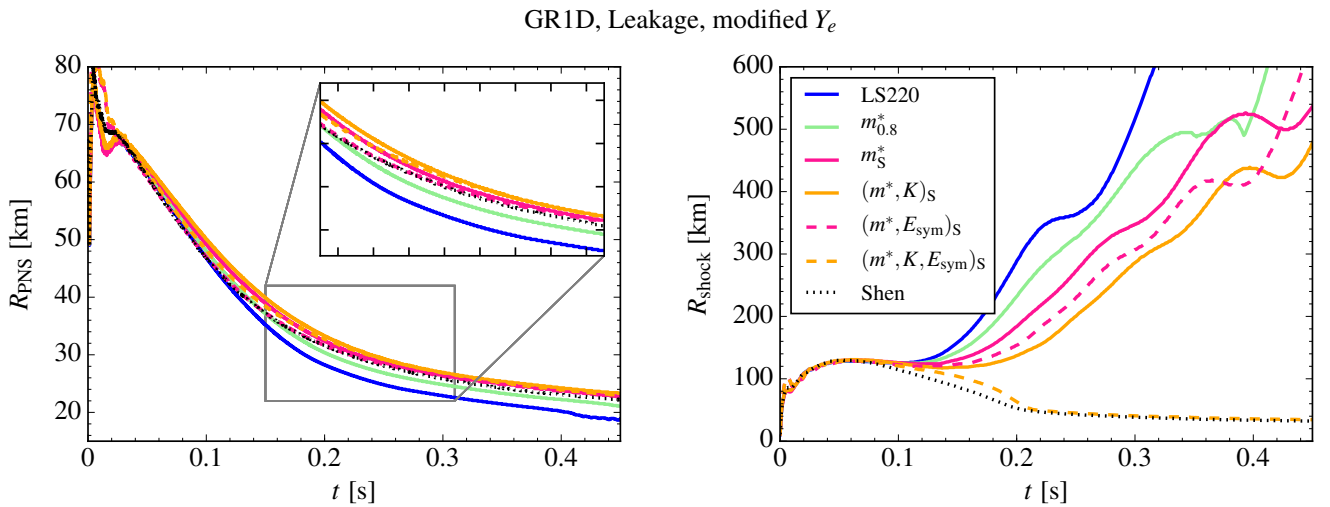 GR1D, Leakage, modified Y_e
R_PNS [km]
80
70
60
50
40
30
20
0
0.1
0.2
0.3
0.4
t [s]
R_shock [km]
600
500
400
300
200
100
0
0
0.1
0.2
0.3
0.4
t [s]
LS220
m*_0.8
m*_S
(m*, K)_S
(m*, E_sym)_S
(m*, K, E_sym)_S
Shen